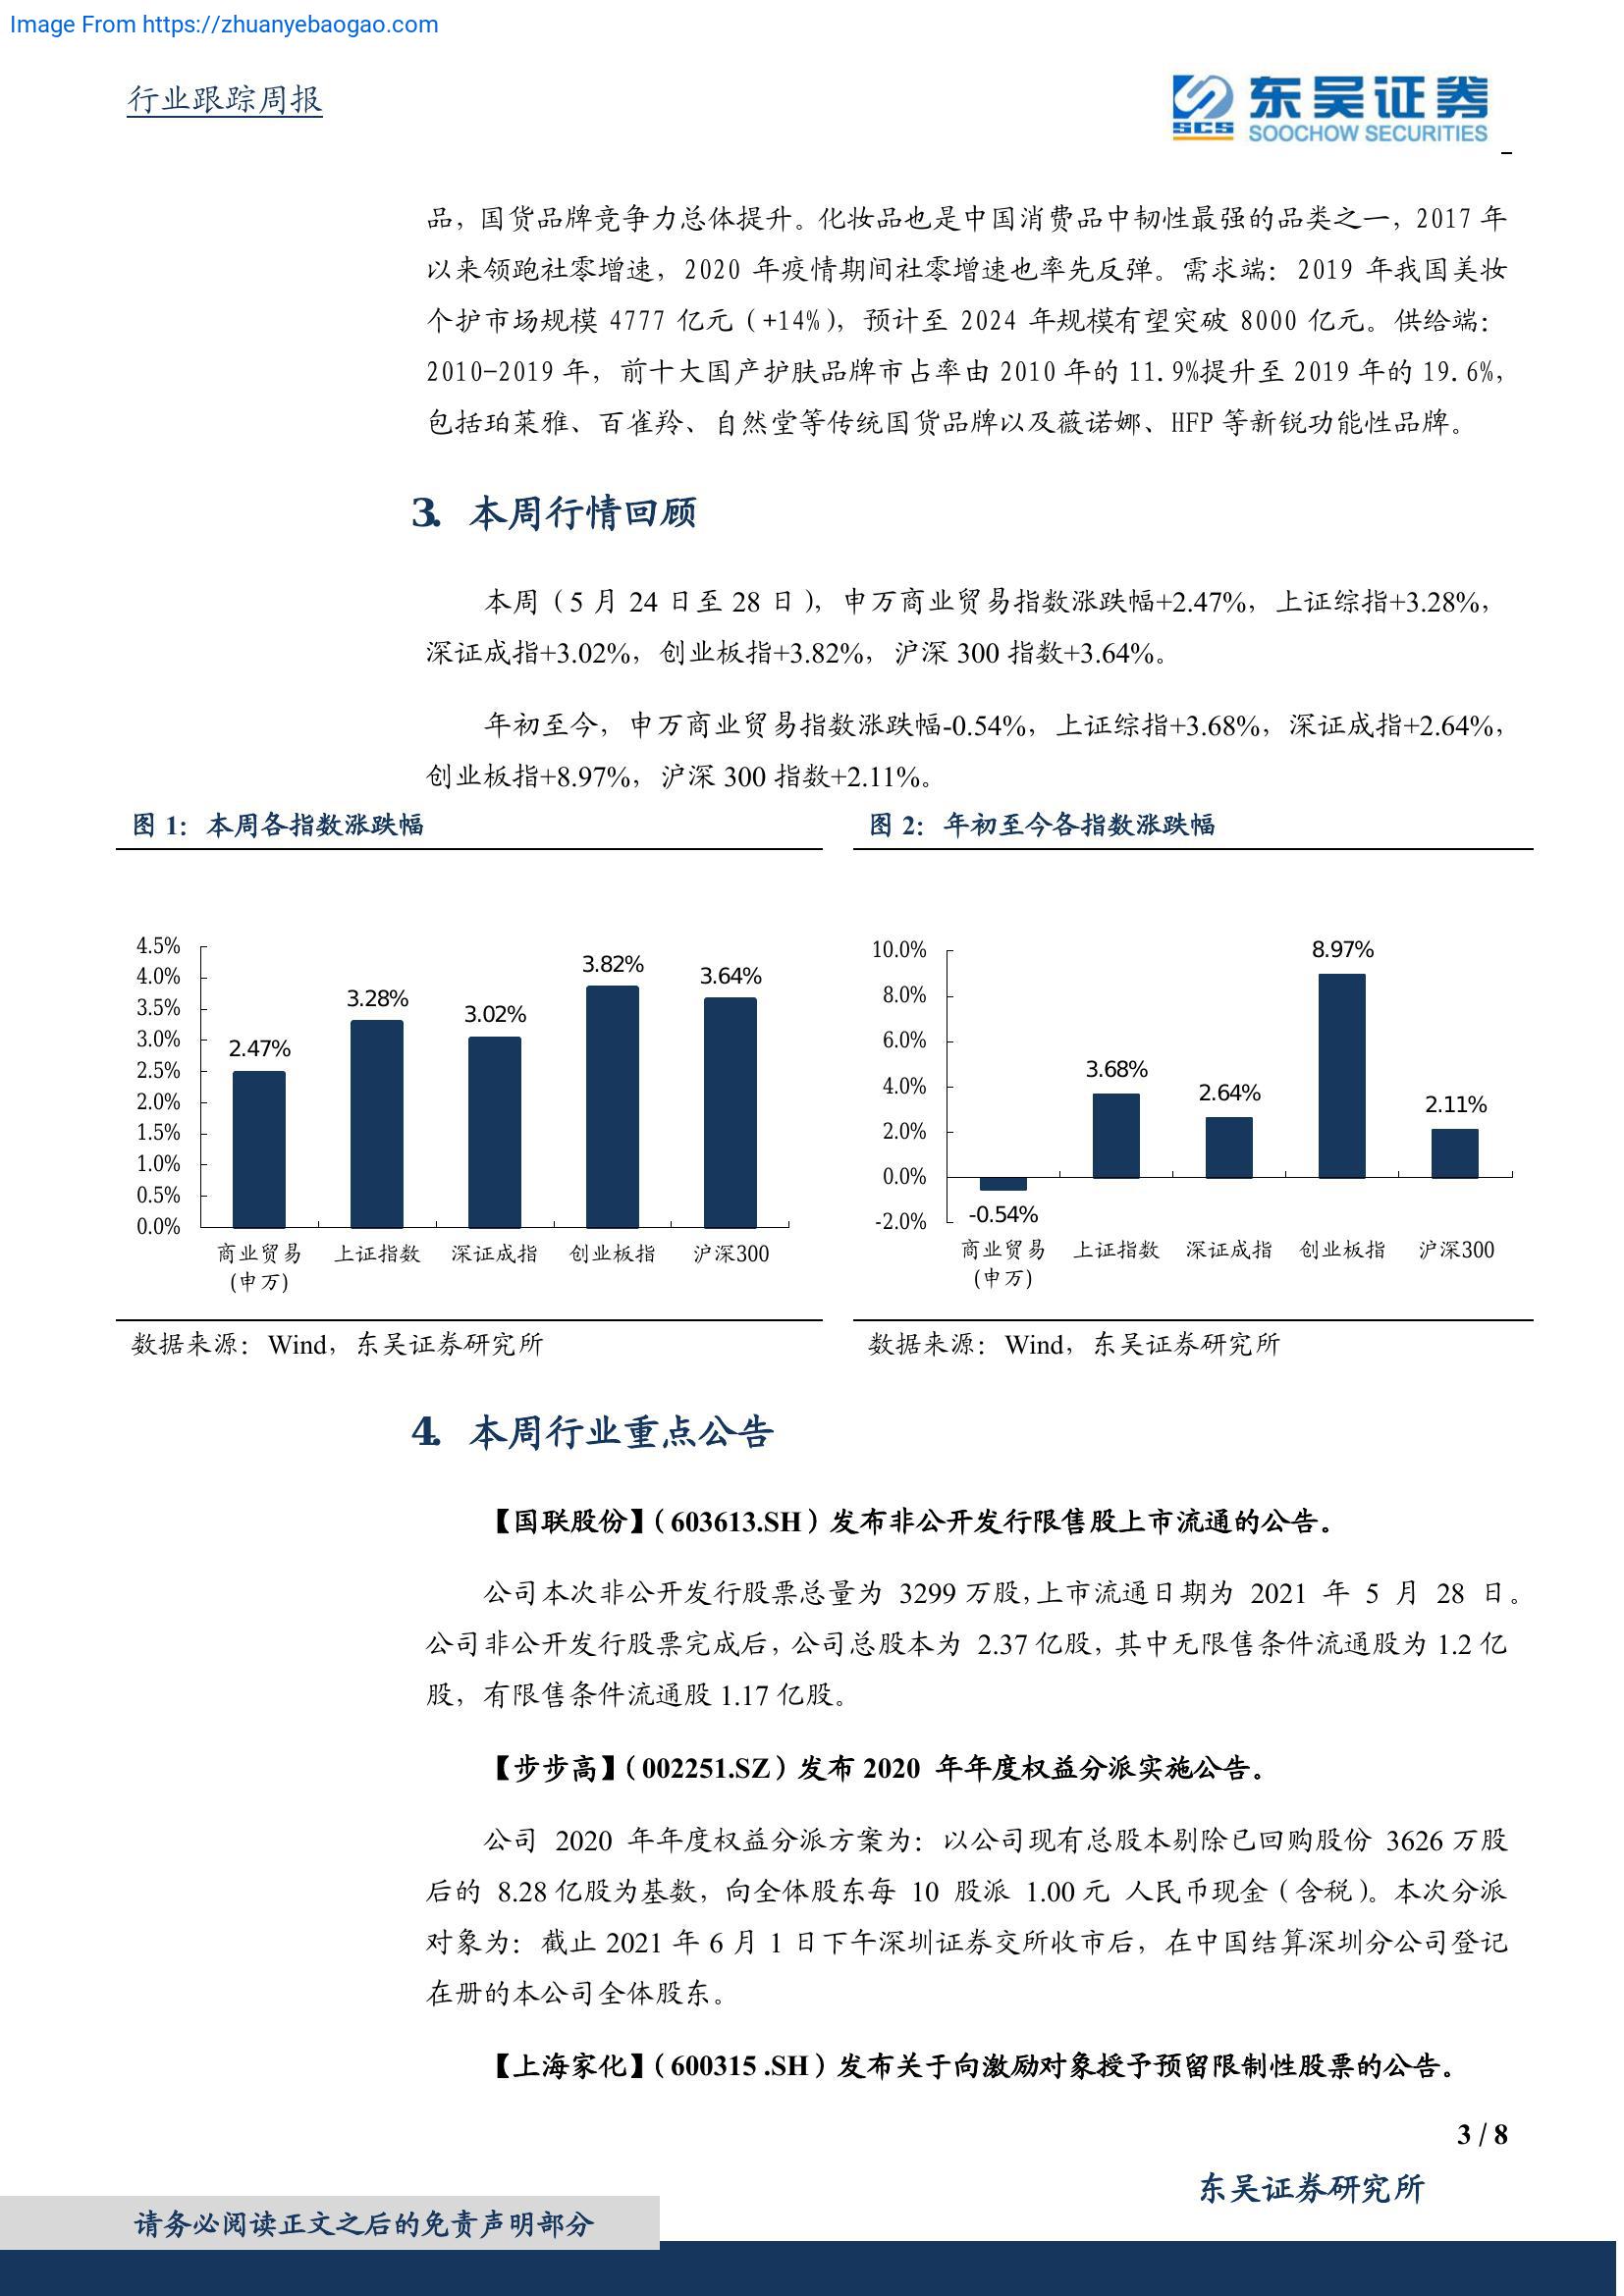 Image From https://zhuanyebaogao.com
行业跟踪周报
东吴证券
SCS
SOOCHOW SECURITIES
品，国货品牌竞争力总体提升。化妆品也是中国消费品中韧性最强的品类之一，2017 年
以来领跑社零增速，2020 年疫情期间社零增速也率先反弹。需求端：2019 年我国美妆
个护市场规模 4777 亿元（+14%），预计至 2024 年规模有望突破 8000 亿元。供给端：
2010-2019 年，前十大国产护肤品牌市占率由 2010 年的 11.9%提升至 2019 年的 19.6%，
包括珀莱雅、百雀羚、自然堂等传统国货品牌以及薇诺娜、HFP 等新锐功能性品牌。
3. 本周行情回顾
本周（5 月 24 日至 28 日），申万商业贸易指数涨跌幅+2.47%，上证综指+3.28%，
深证成指+3.02%，创业板指+3.82%，沪深 300 指数+3.64%。
年初至今，申万商业贸易指数涨跌幅-0.54%，上证综指+3.68%，深证成指+2.64%，
创业板指+8.97%，沪深 300 指数+2.11%。
图 1：本周各指数涨跌幅
4.5%
4.0%
3.5%
3.0%
2.5%
2.0%
1.5%
1.0%
0.5%
0.0%
2.47%
3.28%
3.02%
3.82%
3.64%
商业贸易
(申万)
上证指数
深证成指
创业板指
沪深300
数据来源：Wind，东吴证券研究所
图 2：年初至今各指数涨跌幅
10.0%
8.0%
6.0%
4.0%
2.0%
0.0%
-2.0%
-0.54%
3.68%
2.64%
8.97%
2.11%
商业贸易
(申万)
上证指数
深证成指
创业板指
沪深300
数据来源：Wind，东吴证券研究所
4. 本周行业重点公告
【国联股份】（603613.SH）发布非公开发行限售股上市流通的公告。
公司本次非公开发行股票总量为 3299 万股，上市流通日期为 2021 年 5 月 28 日。
公司非公开发行股票完成后，公司总股本为 2.37 亿股，其中无限售条件流通股为 1.2 亿
股，有限售条件流通股 1.17 亿股。
【步步高】（002251.SZ）发布 2020 年年度权益分派实施公告。
公司 2020 年年度权益分派方案为：以公司现有总股本剔除已回购股份 3626 万股
后的 8.28 亿股为基数，向全体股东每 10 股派 1.00 元 人民币现金（含税）。本次分派
对象为：截止 2021 年 6 月 1 日下午深圳证券交所收市后，在中国结算深圳分公司登记
在册的本公司全体股东。
【上海家化】（600315 .SH）发布关于向激励对象授予预留限制性股票的公告。
3 / 8
东吴证券研究所
请务必阅读正文之后的免责声明部分